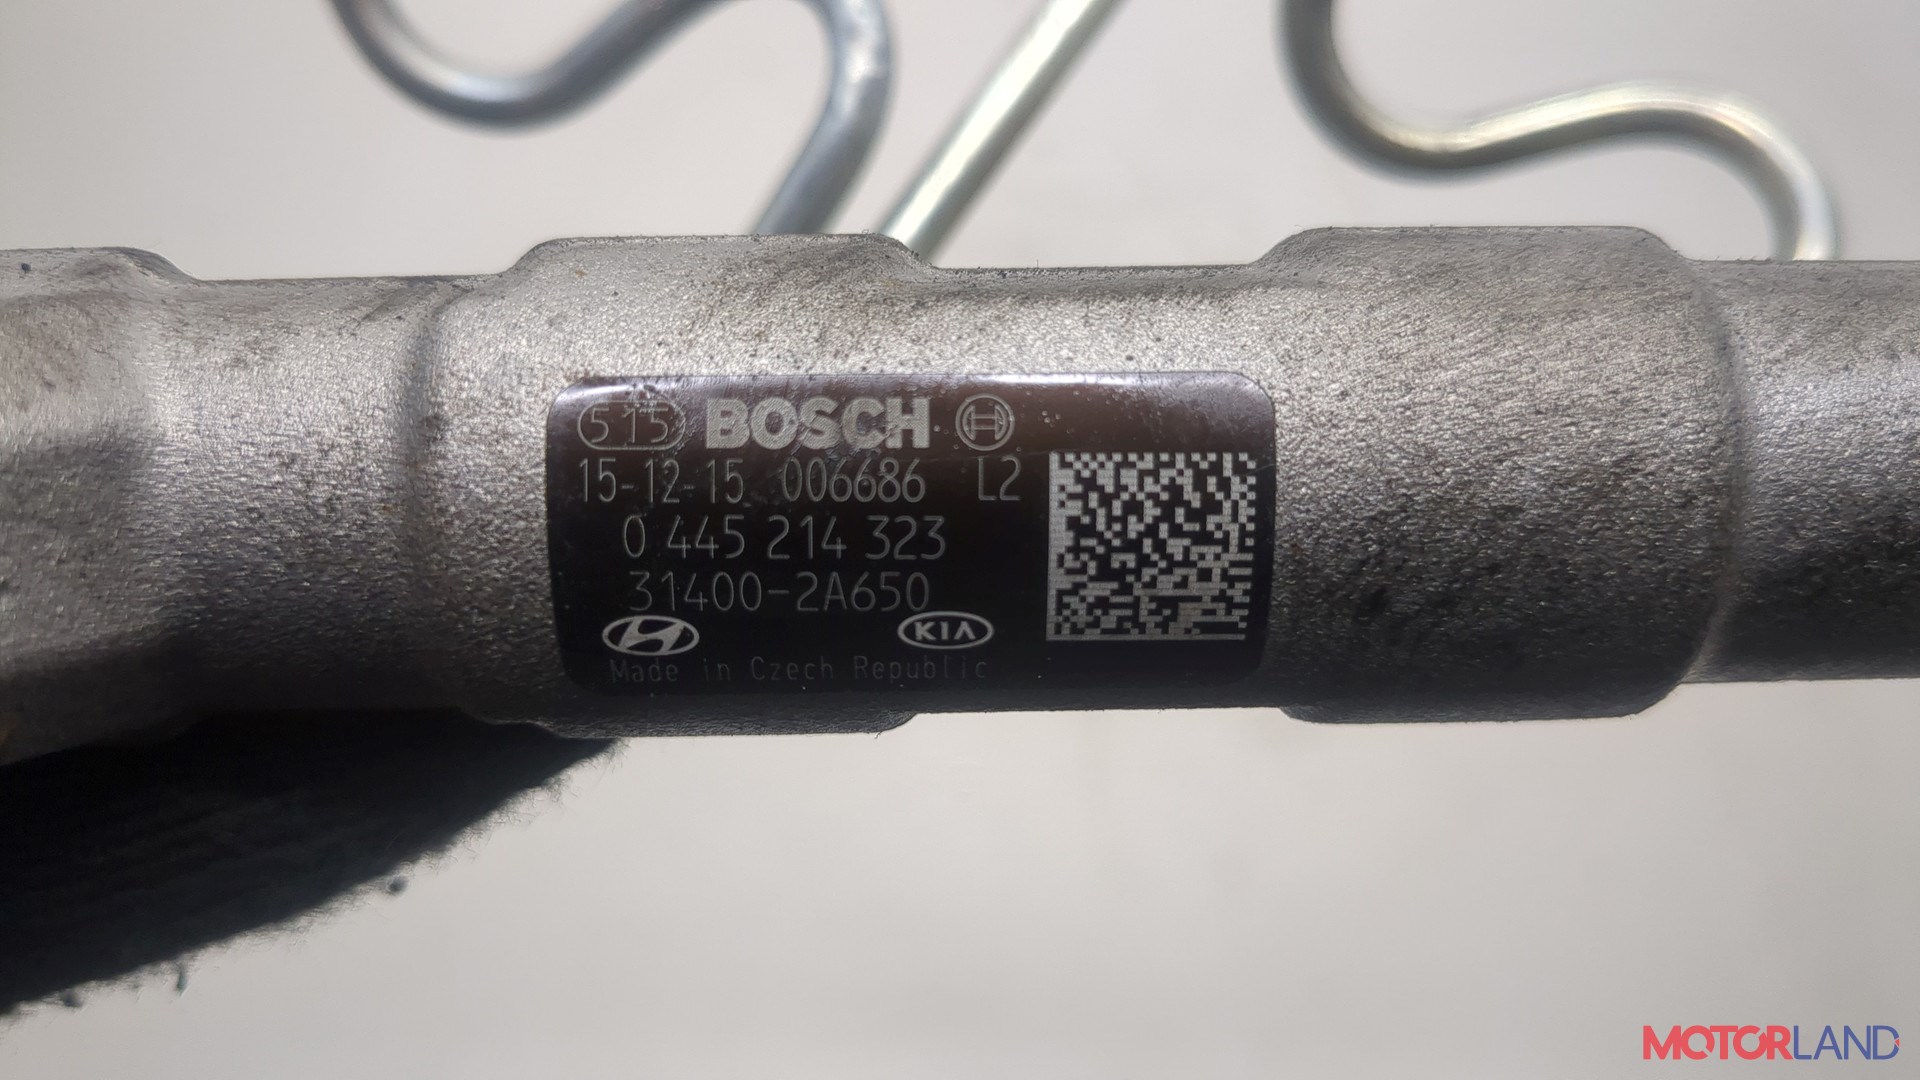 515 BOSCH
15-12-15 006686 L2
0 445 214 323
31400-2A650
KIA
Made in Czech Republic
MOTORLAND